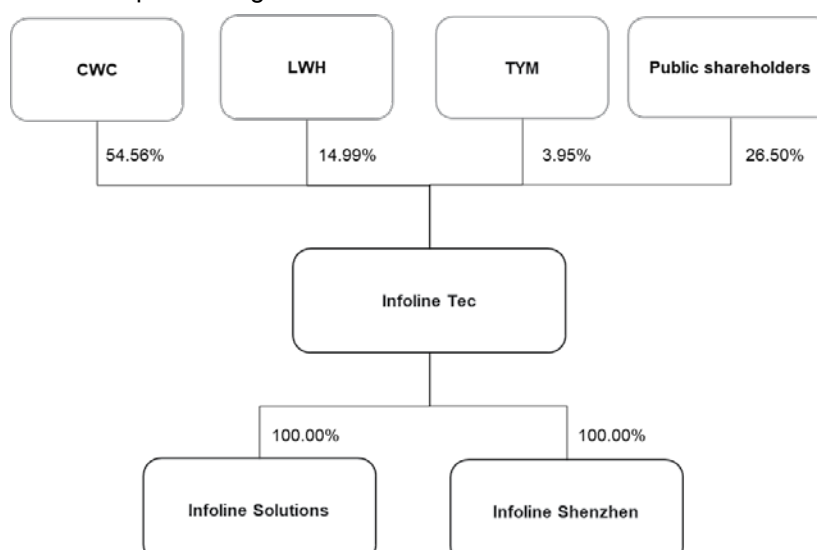 CWC
LWH
TYM
Public shareholders
54.56%
14.99%
3.95%
26.50%
Infoline Tec
100.00%
100.00%
Infoline Solutions
Infoline Shenzhen